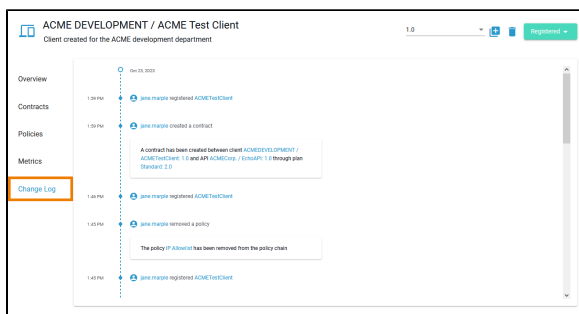 ACME DEVELOPMENT / ACME Test Client
Client created for the ACME development department
1.0
Registered
Overview
Contracts
Policies
Metrics
Change Log
Oct 23, 2023
1:59 PM
jane.marple registered ACMETestClient
1:59 PM
jane.marple created a contract
A contract has been created between client ACMEDEVELOPMENT /
ACMETestClient: 1.0 and API ACMECorp. / EchoAPI: 1.0 through plan
Standard: 2.0
1:46 PM
jane.marple registered ACMETestClient
1:45 PM
jane.marple removed a policy
The policy IP Allowlist has been removed from the policy chain
1:45 PM
jane.marple registered ACMETestClient